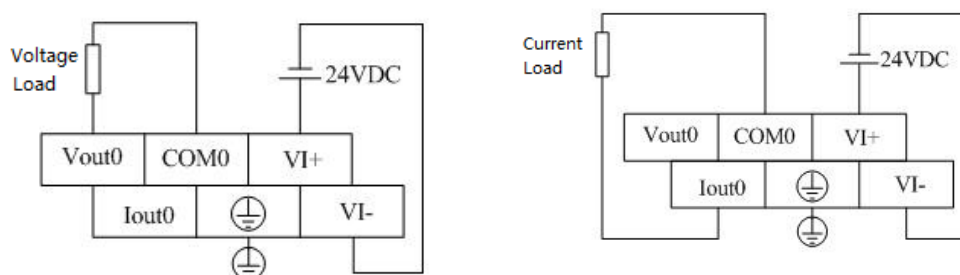 Voltage
Load
24VDC
Vout0
COM0
VI+
Iout0
VI-
Current
Load
24VDC
Vout0
COM0
VI+
Iout0
VI-